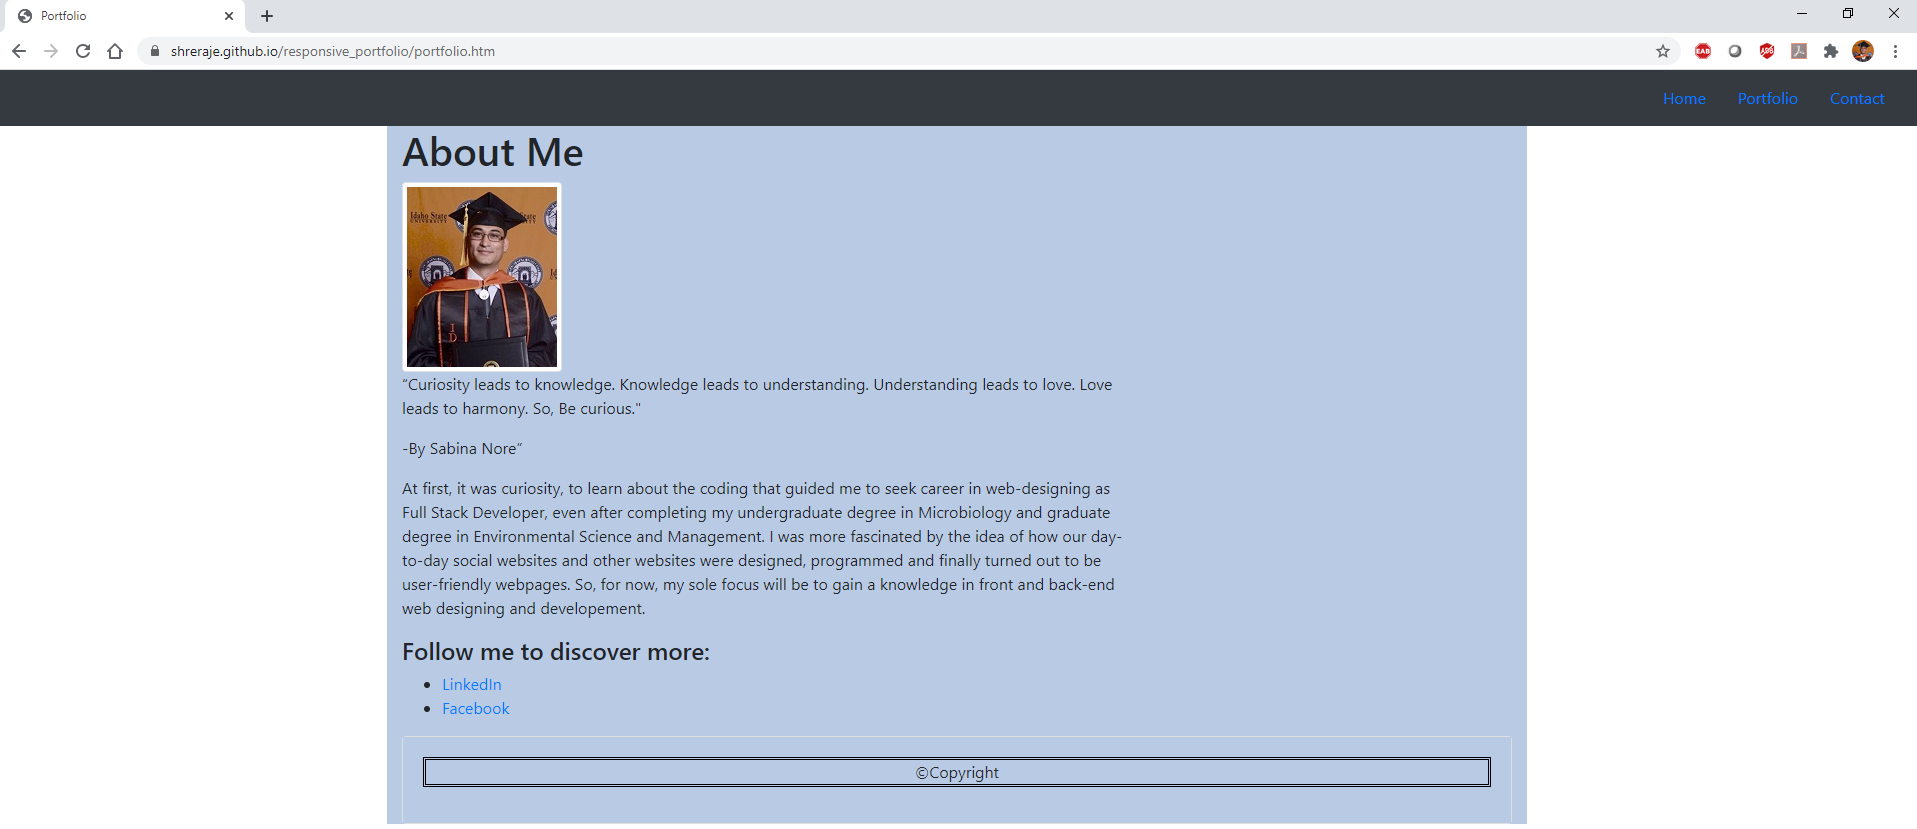 Portfolio
shreraje.github.io/responsive_portfolio/portfolio.htm
EAB
Home Portfolio Contact
About Me
Idaho State
UNIVERSITY
ID
“Curiosity leads to knowledge. Knowledge leads to understanding. Understanding leads to love. Love
leads to harmony. So, Be curious."
-By Sabina Nore”
At first, it was curiosity, to learn about the coding that guided me to seek career in web-designing as
Full Stack Developer, even after completing my undergraduate degree in Microbiology and graduate
degree in Environmental Science and Management. I was more fascinated by the idea of how our day-
to-day social websites and other websites were designed, programmed and finally turned out to be
user-friendly webpages. So, for now, my sole focus will be to gain a knowledge in front and back-end
web designing and developement.
Follow me to discover more:
• LinkedIn
• Facebook
©Copyright